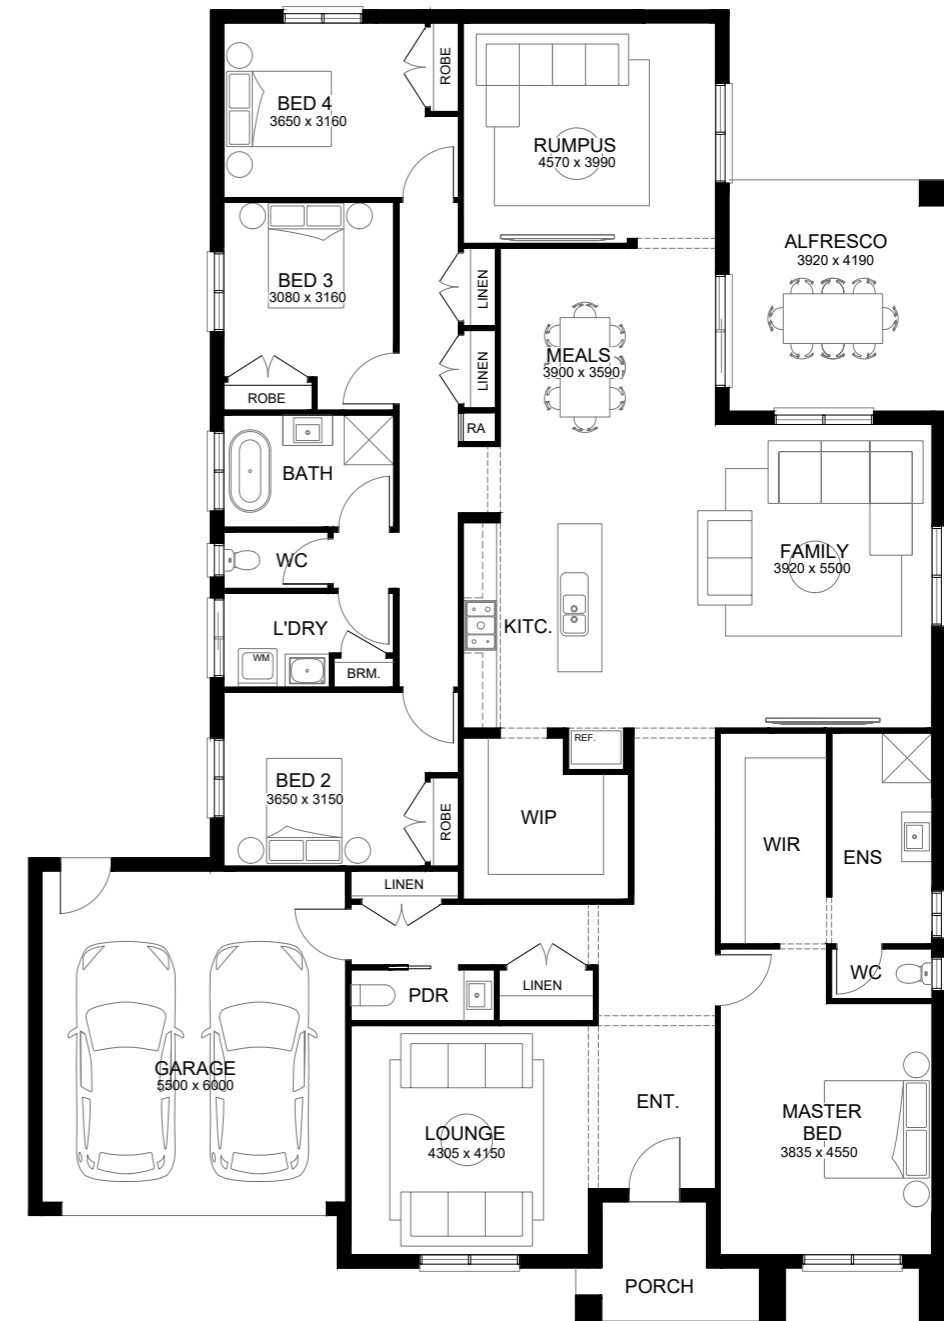 BED 4
3650 x 3160
ROBE
RUMPUS
4570 x 3990
ALFRESCO
3920 x 4190
BED 3
3080 x 3160
ROBE
LINEN
LINEN
RA
MEALS
3900 x 3590
BATH
WC
L'DRY
WM
BRM.
KITC.
FAMILY
3920 x 5500
BED 2
3650 x 3150
ROBE
REF.
WIP
WIR
ENS
WC
LINEN
LINEN
PDR
GARAGE
5500 x 6000
LOUNGE
4305 x 4150
ENT.
MASTER
BED
3835 x 4550
PORCH